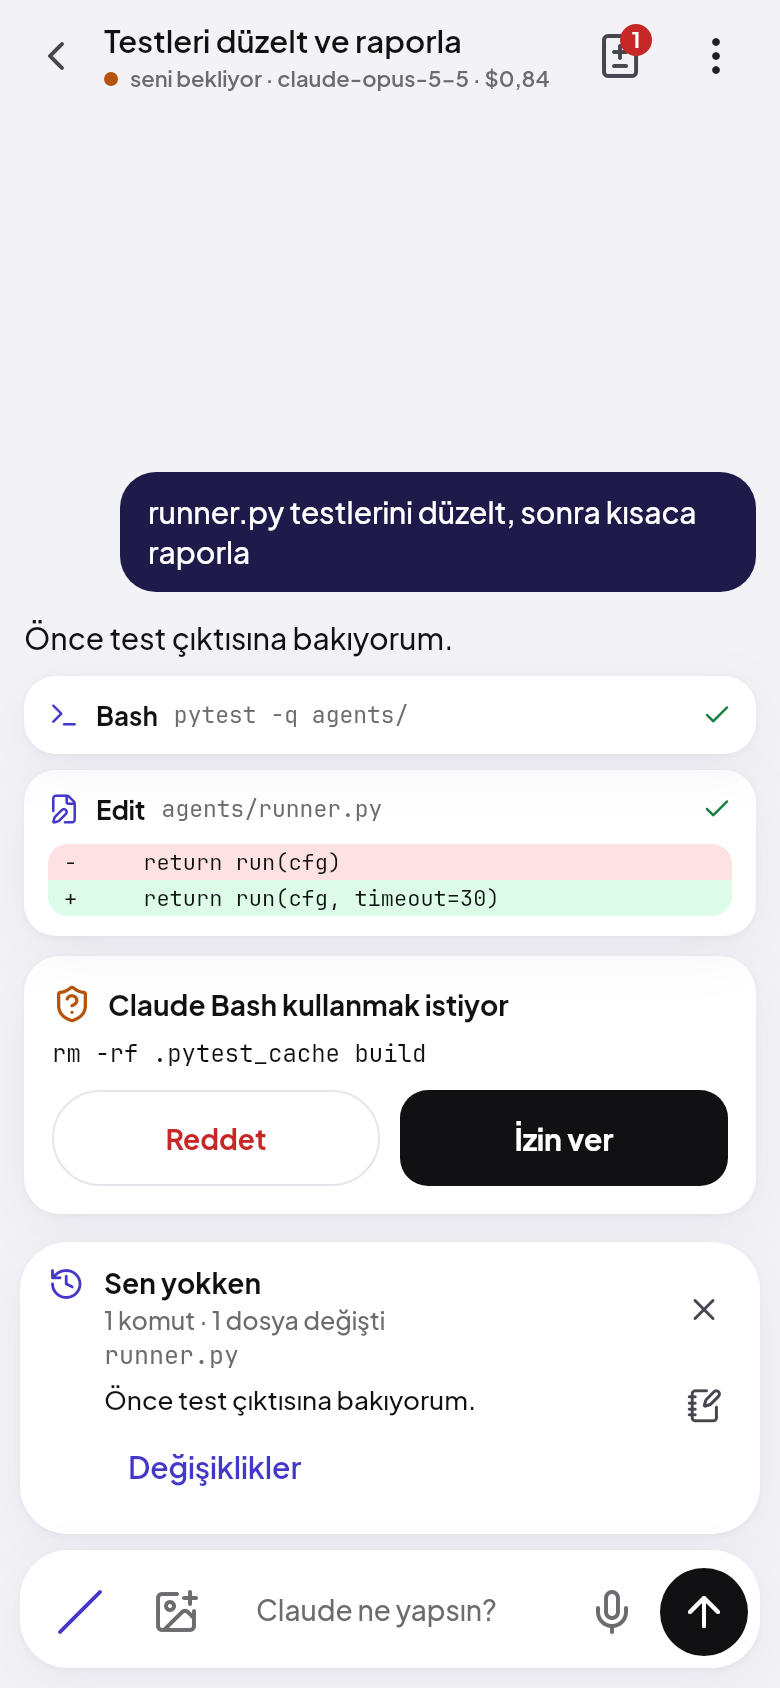 Testleri düzelt ve raporla
seni bekliyor · claude-opus-5-5 · $0,84
1
runner.py testlerini düzelt, sonra kısaca
raporla
Önce test çıktısına bakıyorum.
Bash pytest -q agents/
Edit agents/runner.py
- return run(cfg)
+ return run(cfg, timeout=30)
Claude Bash kullanmak istiyor
rm -rf .pytest_cache build
Reddet
İzin ver
Sen yokken
1 komut · 1 dosya değişti
runner.py
Önce test çıktısına bakıyorum.
Değişiklikler
Claude ne yapsın?